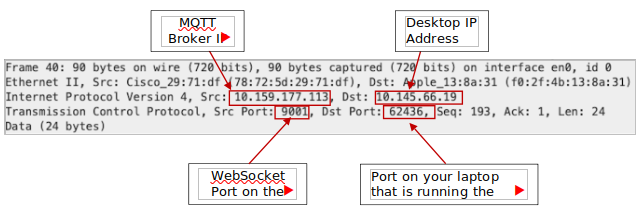 MQTT
Broker I
Desktop IP
Address
Frame 40: 90 bytes on wire (720 bits), 90 bytes captured (720 bits) on interface en0, id 0
Ethernet II, Src: Cisco_29:71:df (78:72:5d:29:71:df), Dst: Apple_13:8a:31 (f0:2f:4b:13:8a:31)
Internet Protocol Version 4, Src: 10.159.177.113, Dst: 10.145.66.19
Transmission Control Protocol, Src Port: 9001, Dst Port: 62436, Seq: 193, Ack: 1, Len: 24
Data (24 bytes)
WebSocket
Port on the
Port on your laptop
that is running the